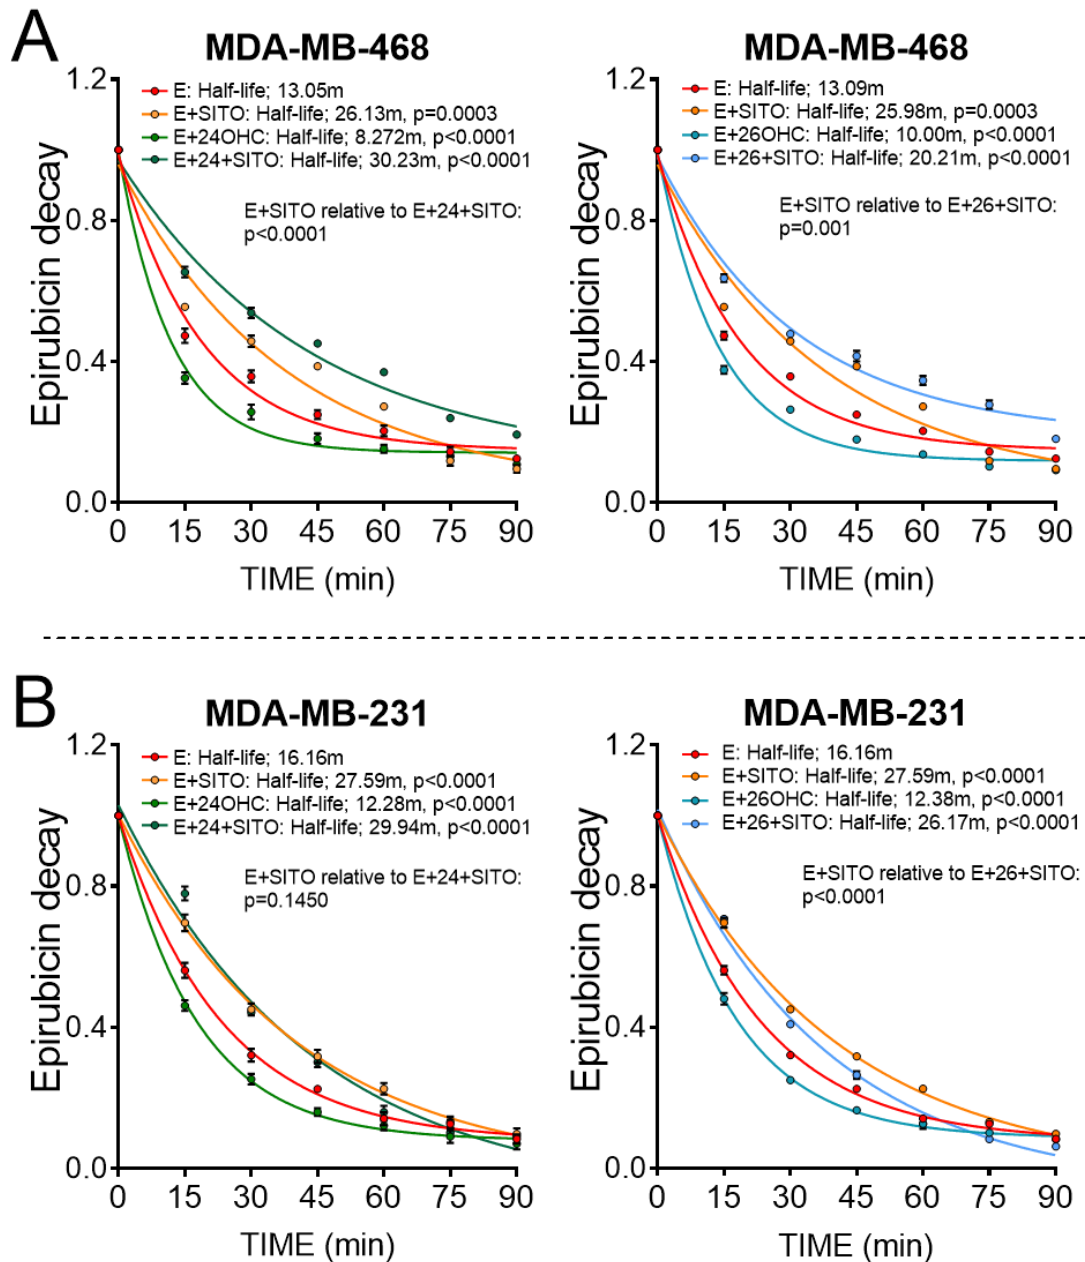 A
MDA-MB-468
E: Half-life; 13.05m
E+SITO: Half-life; 26.13m, p=0.0003
E+24OHC: Half-life; 8.272m, p<0.0001
E+24+SITO: Half-life; 30.23m, p<0.0001
E+SITO relative to E+24+SITO:
p<0.0001
Epirubicin decay
1.2
0.8
0.4
0.0
0 15 30 45 60 75 90
TIME (min)
MDA-MB-468
E: Half-life; 13.09m
E+SITO: Half-life; 25.98m, p=0.0003
E+26OHC: Half-life; 10.00m, p<0.0001
E+26+SITO: Half-life; 20.21m, p<0.0001
E+SITO relative to E+26+SITO:
p=0.001
Epirubicin decay
1.2
0.8
0.4
0.0
0 15 30 45 60 75 90
TIME (min)
B
MDA-MB-231
E: Half-life; 16.16m
E+SITO: Half-life; 27.59m, p<0.0001
E+24OHC: Half-life; 12.28m, p<0.0001
E+24+SITO: Half-life; 29.94m, p<0.0001
E+SITO relative to E+24+SITO:
p=0.1450
Epirubicin decay
1.2
0.8
0.4
0.0
0 15 30 45 60 75 90
TIME (min)
MDA-MB-231
E: Half-life; 16.16m
E+SITO: Half-life; 27.59m, p<0.0001
E+26OHC: Half-life; 12.38m, p<0.0001
E+26+SITO: Half-life; 26.17m, p<0.0001
E+SITO relative to E+26+SITO:
p<0.0001
Epirubicin decay
1.2
0.8
0.4
0.0
0 15 30 45 60 75 90
TIME (min)